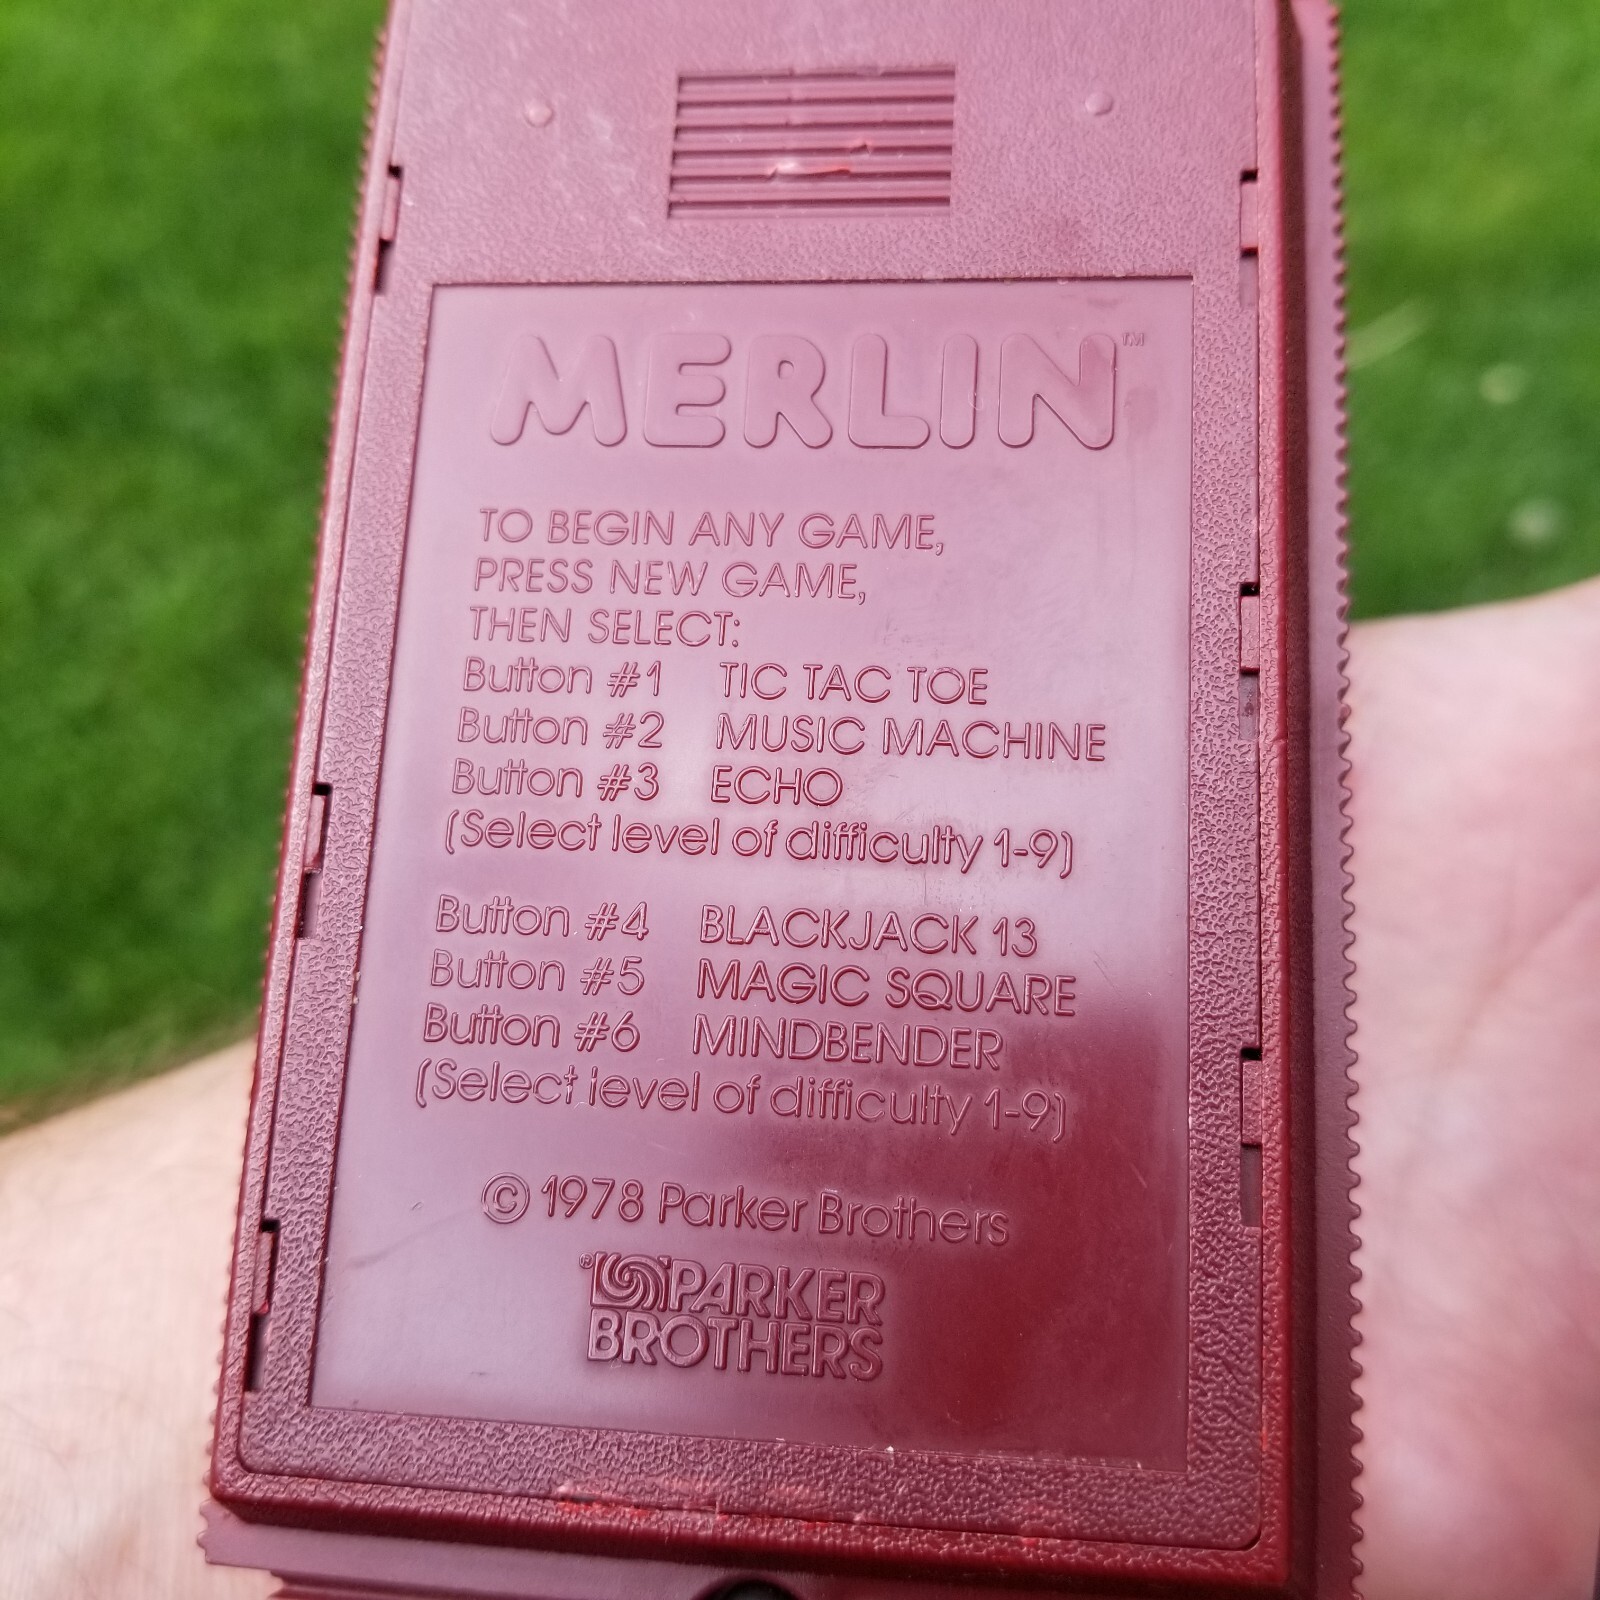 MERLIN™
TO BEGIN ANY GAME,
PRESS NEW GAME,
THEN SELECT:
Button #1 TIC TAC TOE
Button #2 MUSIC MACHINE
Button #3 ECHO
(Select level of difficulty 1-9)
Button #4 BLACKJACK 13
Button #5 MAGIC SQUARE
Button #6 MINDBENDER
(Select level of difficulty 1-9)
© 1978 Parker Brothers
® PARKER
BROTHERS